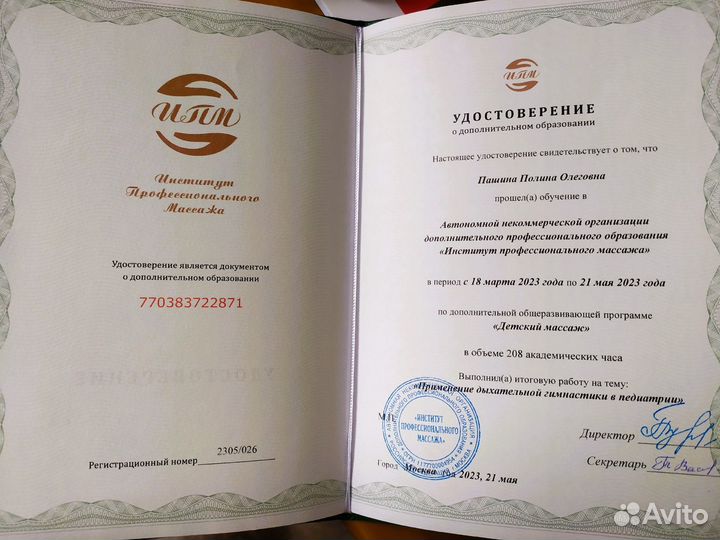 ИПМ
Институт
Профессионального
Массажа
Удостоверение является документом
о дополнительном образовании
770383722871
Регистрационный номер 2305/026
ИПМ
УДОСТОВЕРЕНИЕ
о дополнительном образовании
Настоящее удостоверение свидетельствует о том, что
Пашина Полина Олеговна
прошел(а) обучение в
Автономной некоммерческой организации
дополнительного профессионального образования
«Институт профессионального массажа»
в период с 18 марта 2023 года по 21 мая 2023 года
по дополнительной общеразвивающей программе
«Детский массаж»
в объеме 208 академических часа
Выполнил(а) итоговую работу на тему:
«Применение дыхательной гимнастики в педиатрии»
«ИНСТИТУТ
ПРОФЕССИОНАЛЬНОГО
МАССАЖА»
Директор
Секретарь
Город Москва год 2023, 21 мая
Avito